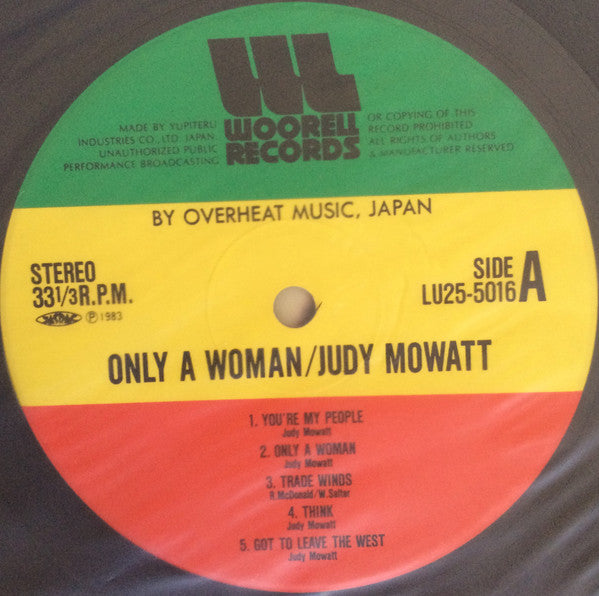 MADE BY YUPITERU
INDUSTRIES CO., LTD. JAPAN.
UNAUTHORIZED PUBLIC
PERFORMANCE BROADCASTING
WOORELL
RECORDS
OR COPYING OF THIS
RECORD PROHIBITED
ALL RIGHTS OF AUTHORS
& MANUFACTURER RESERVED
BY OVERHEAT MUSIC, JAPAN
STEREO
33 1/3 R.P.M.
Ⓟ1983
SIDE A
LU25-5016
ONLY A WOMAN/JUDY MOWATT
1. YOU'RE MY PEOPLE
Judy Mowatt
2. ONLY A WOMAN
Judy Mowatt
3. TRADE WINDS
R.McDonald/W.Salter
4. THINK
Judy Mowatt
5. GOT TO LEAVE THE WEST
Judy Mowatt